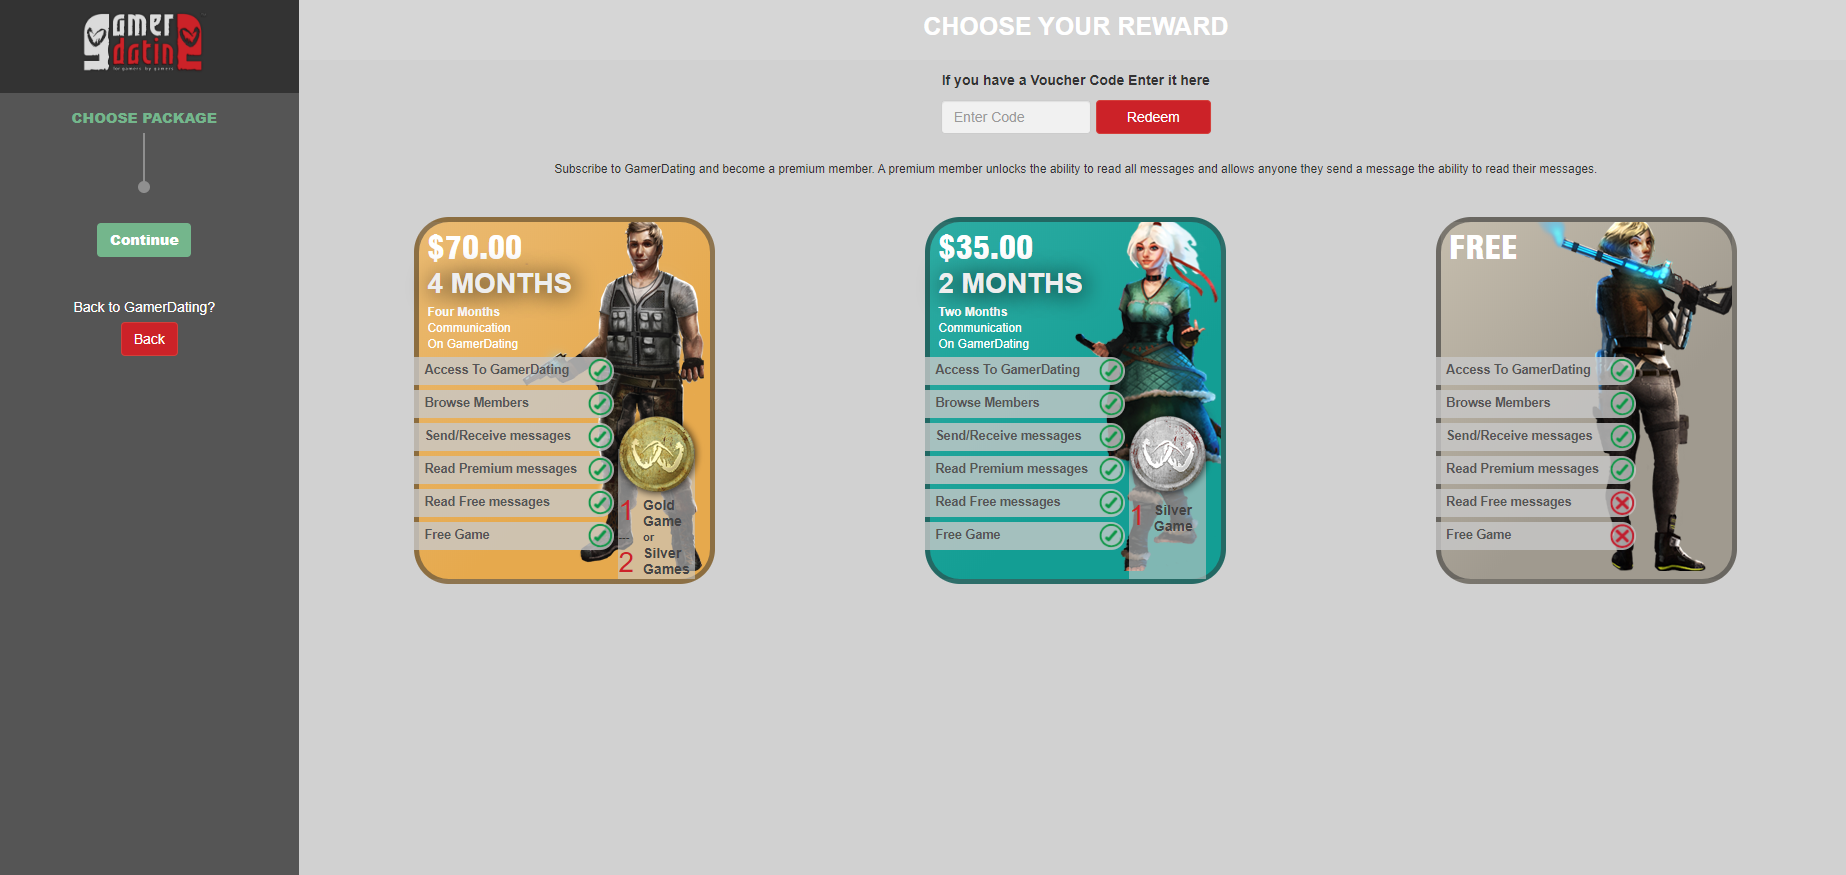 gamer
dating
for gamers by gamers
CHOOSE PACKAGE
Continue
Back to GamerDating?
Back
CHOOSE YOUR REWARD
If you have a Voucher Code Enter it here
Enter Code
Redeem
Subscribe to GamerDating and become a premium member. A premium member unlocks the ability to read all messages and allows anyone they send a message the ability to read their messages.
$70.00
4 MONTHS
Four Months
Communication
On GamerDating
Access To GamerDating
Browse Members
Send/Receive messages
Read Premium messages
Read Free messages
Free Game
1 Gold
Game
or
2 Silver
Games
$35.00
2 MONTHS
Two Months
Communication
On GamerDating
Access To GamerDating
Browse Members
Send/Receive messages
Read Premium messages
Read Free messages
Free Game
1 Silver
Game
FREE
Access To GamerDating
Browse Members
Send/Receive messages
Read Premium messages
Read Free messages
Free Game